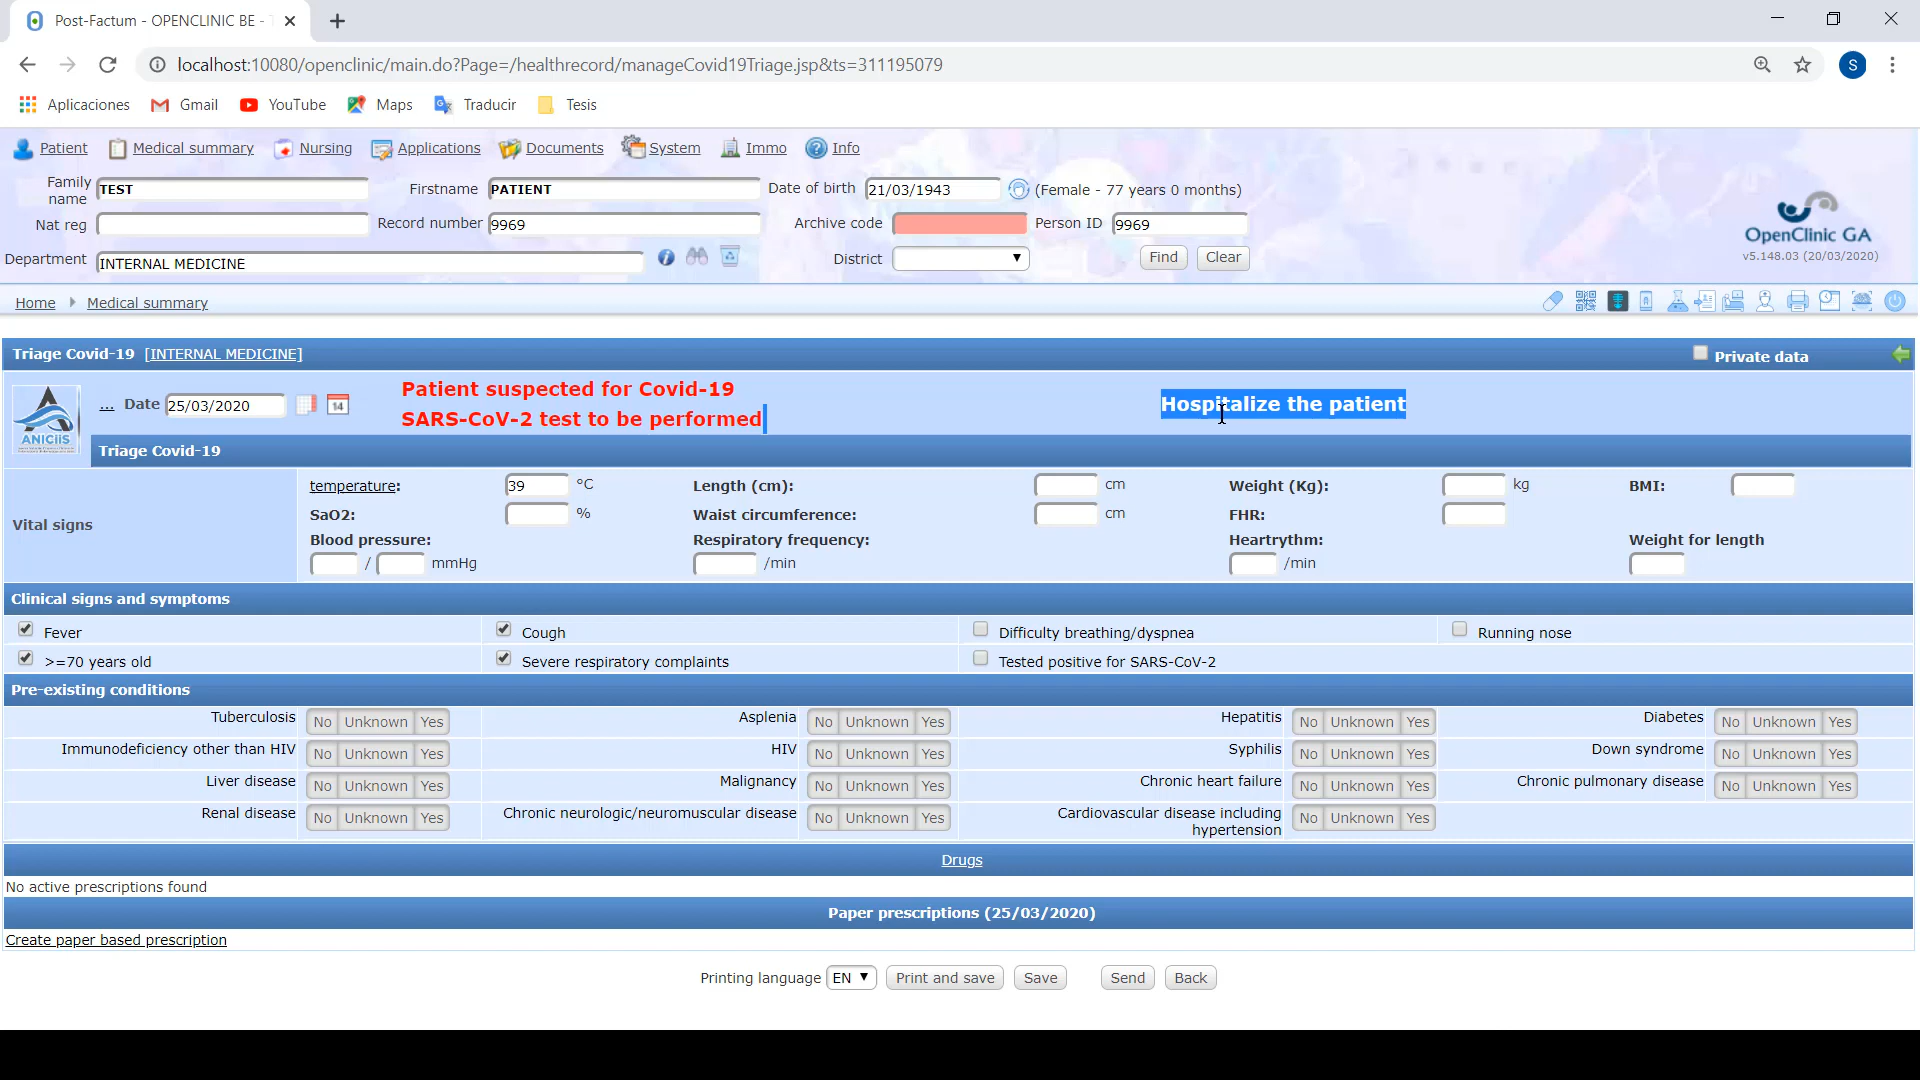 Post-Factum - OPENCLINIC BE -
localhost:10080/openclinic/main.do?Page=/healthrecord/manageCovid19Triage.jsp&ts=311195079
S
Aplicaciones Gmail YouTube Maps Traducir Tesis
Patient Medical summary Nursing Applications Documents System Immo Info
Family name TEST Firstname PATIENT Date of birth 21/03/1943 (Female - 77 years 0 months)
Nat reg Record number 9969 Archive code Person ID 9969
Department INTERNAL MEDICINE District Find Clear
OpenClinic GA
v5.148.03 (20/03/2020)
Home Medical summary
Triage Covid-19 [INTERNAL MEDICINE] Private data
ANICiiS
... Date 25/03/2020 14
Patient suspected for Covid-19
SARS-CoV-2 test to be performed
Hospitalize the patient
Triage Covid-19
Vital signs
temperature: 39 °C Length (cm): cm Weight (Kg): kg BMI:
SaO2: % Waist circumference: cm FHR:
Blood pressure: Respiratory frequency: Heartrythm: Weight for length
/ mmHg /min /min
Clinical signs and symptoms
Fever Cough Difficulty breathing/dyspnea Running nose
>=70 years old Severe respiratory complaints Tested positive for SARS-CoV-2
Pre-existing conditions
Tuberculosis No Unknown Yes Asplenia No Unknown Yes Hepatitis No Unknown Yes Diabetes No Unknown Yes
Immunodeficiency other than HIV No Unknown Yes HIV No Unknown Yes Syphilis No Unknown Yes Down syndrome No Unknown Yes
Liver disease No Unknown Yes Malignancy No Unknown Yes Chronic heart failure No Unknown Yes Chronic pulmonary disease No Unknown Yes
Renal disease No Unknown Yes Chronic neurologic/neuromuscular disease No Unknown Yes Cardiovascular disease including hypertension No Unknown Yes
Drugs
No active prescriptions found
Paper prescriptions (25/03/2020)
Create paper based prescription
Printing language EN Print and save Save Send Back